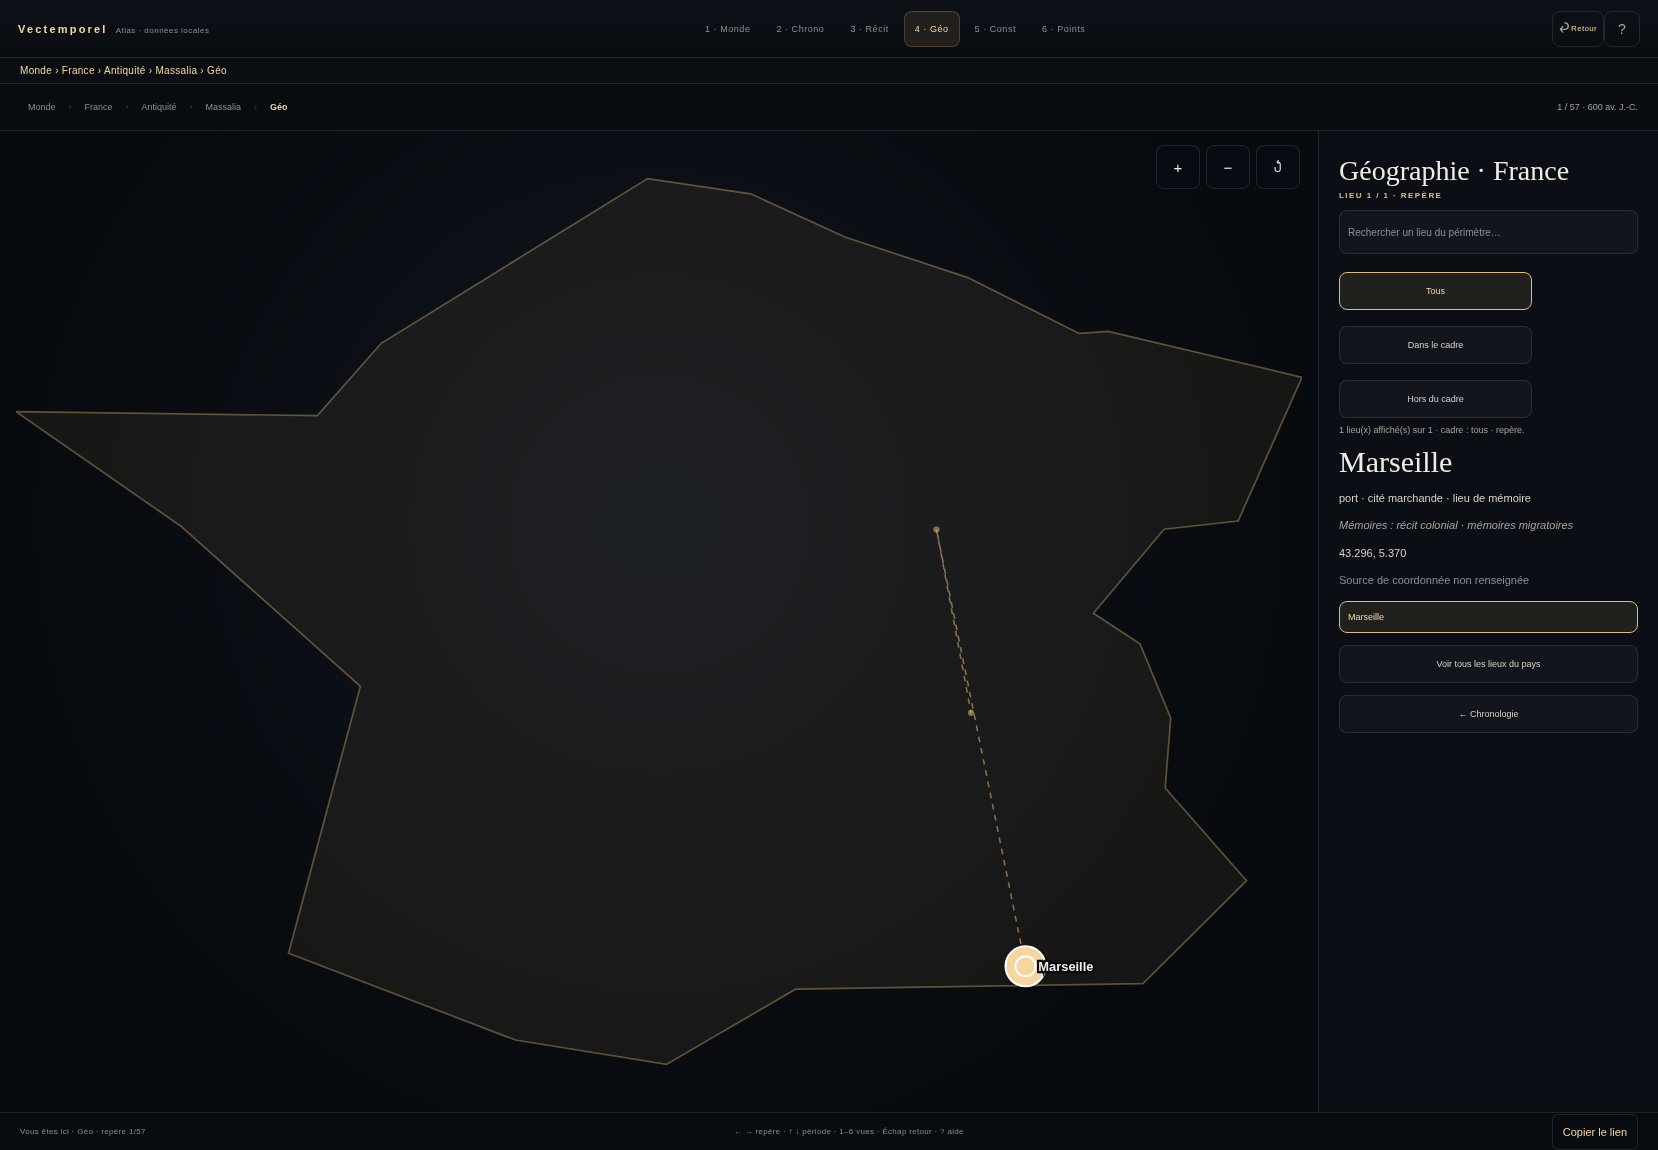 Vectemporel Atlas · données locales
1 · Monde 2 · Chrono 3 · Récit 4 · Géo 5 · Const 6 · Points
Retour ?
Monde › France › Antiquité › Massalia › Géo
Monde › France › Antiquité › Massalia › Géo
1 / 57 · 600 av. J.-C.
+ −
Géographie · France
LIEU 1 / 1 · REPÈRE
Rechercher un lieu du périmètre…
Tous
Dans le cadre
Hors du cadre
1 lieu(x) affiché(s) sur 1 · cadre : tous · repère.
Marseille
port · cité marchande · lieu de mémoire
Mémoires : récit colonial · mémoires migratoires
43.296, 5.370
Source de coordonnée non renseignée
Marseille
Voir tous les lieux du pays
← Chronologie
Marseille
Vous êtes ici · Géo · repère 1/57
← → repère · ↑ ↓ période · 1–6 vues · Échap retour · ? aide
Copier le lien